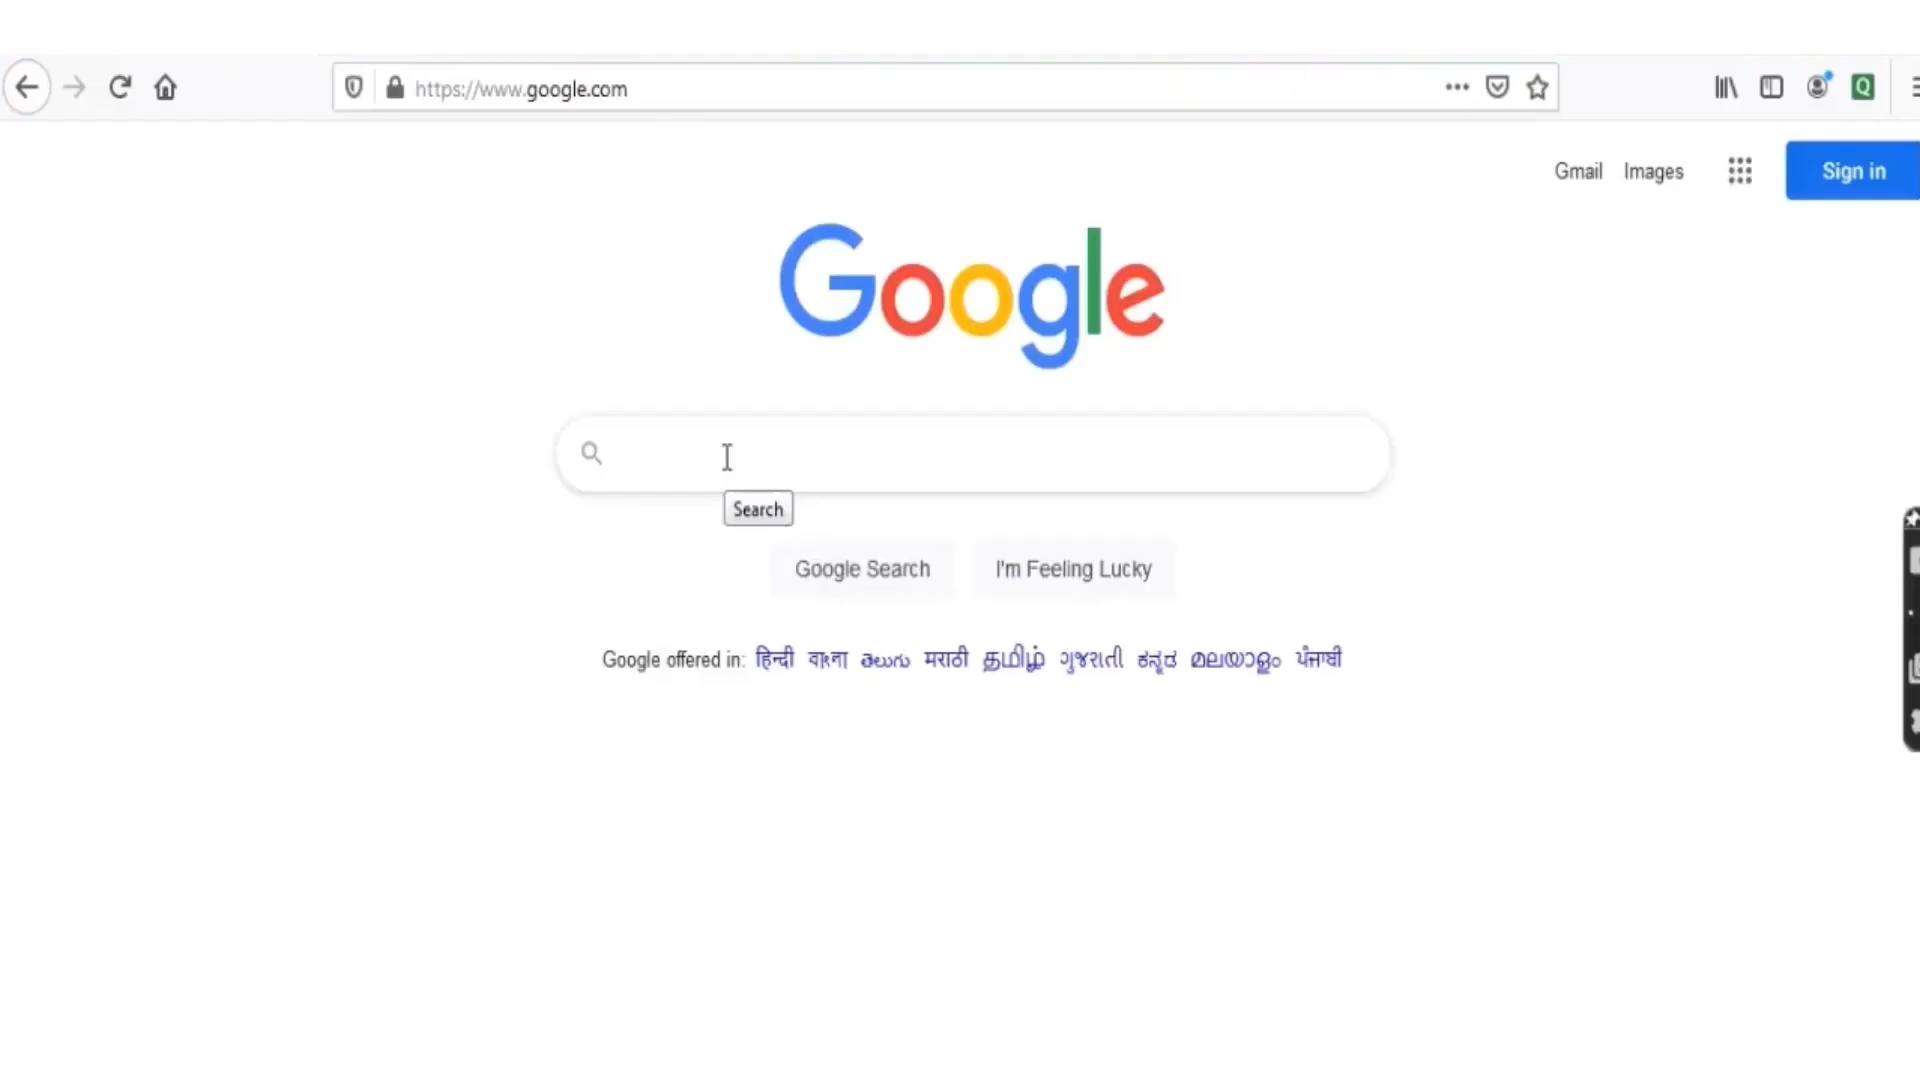 https://www.google.com
Q
Gmail Images
Sign in
Google
Search
Google Search I'm Feeling Lucky
Google offered in: हिन्दी বাংলা తెలుగు मराठी தமிழ் ગુજરાતી ಕನ್ನಡ മലയാളം ਪੰਜਾਬੀ